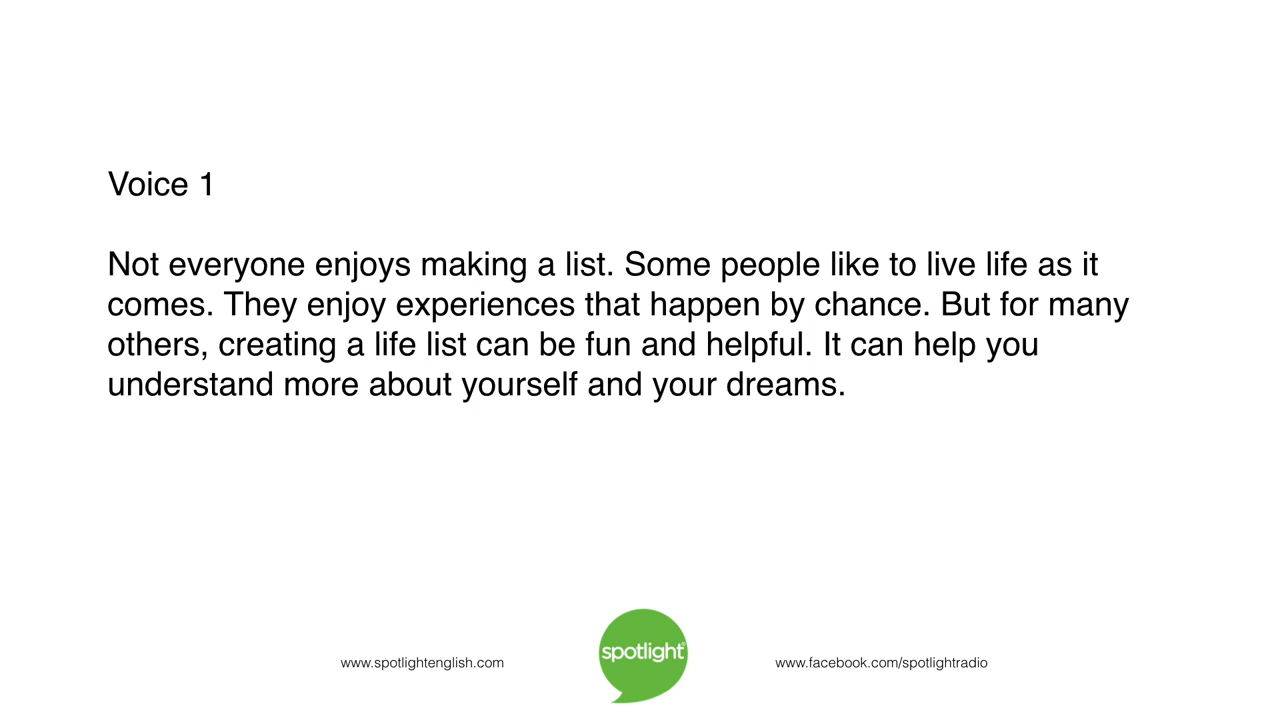 Voice 1
Not everyone enjoys making a list. Some people like to live life as it
comes. They enjoy experiences that happen by chance. But for many
others, creating a life list can be fun and helpful. It can help you
understand more about yourself and your dreams.
www.spotlightenglish.com
spotlight®
www.facebook.com/spotlightradio